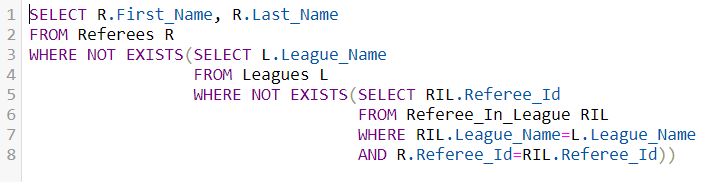 1 SELECT R.First_Name, R.Last_Name
2 FROM Referees R
3 WHERE NOT EXISTS(SELECT L.League_Name
4 FROM Leagues L
5 WHERE NOT EXISTS(SELECT RIL.Referee_Id
6 FROM Referee_In_League RIL
7 WHERE RIL.League_Name=L.League_Name
8 AND R.Referee_Id=RIL.Referee_Id))